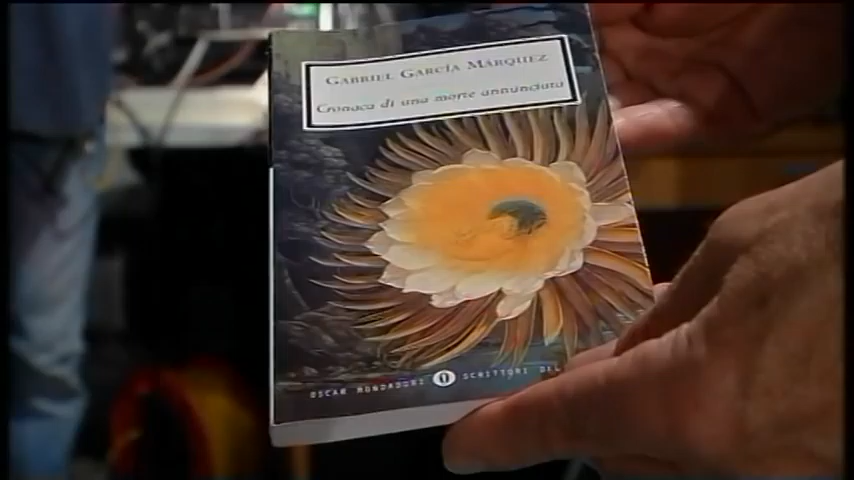 GABRIEL GARCÍA MÁRQUEZ
Cronaca di una morte annunciata
OSCAR MONDADORI SCRITTORI DEL